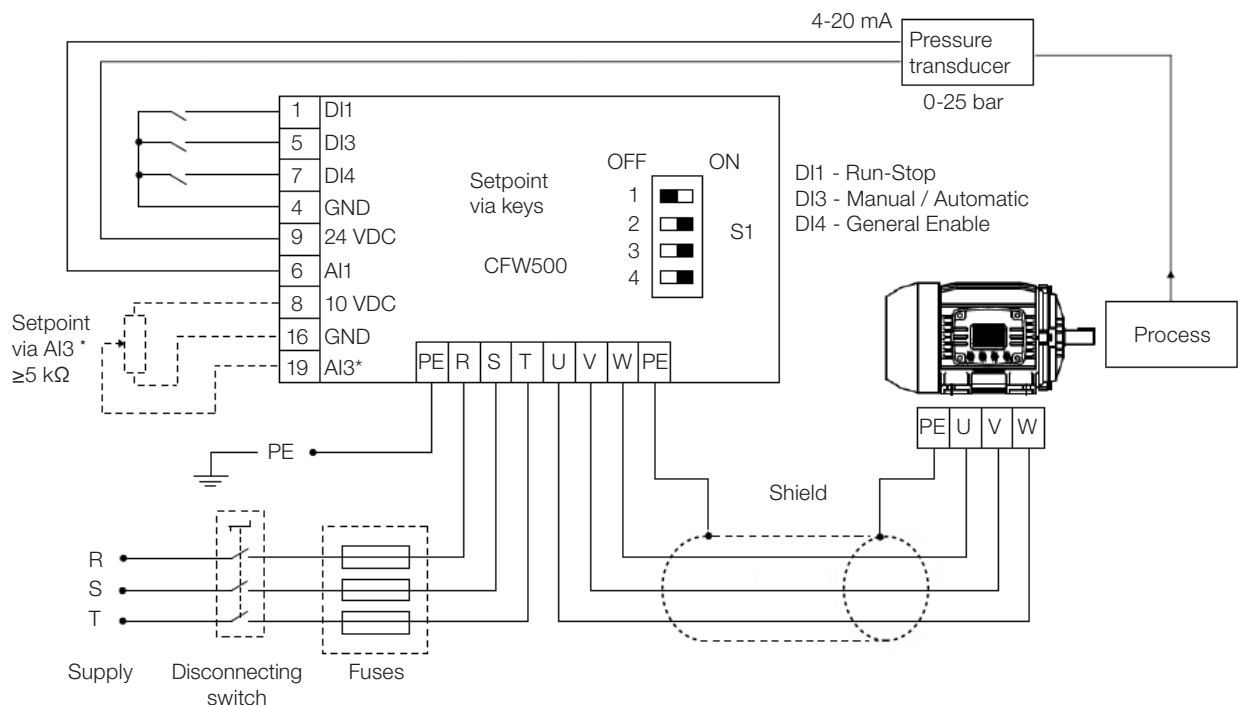 4-20 mA
Pressure
transducer
0-25 bar
1 DI1
5 DI3
7 DI4
4 GND
9 24 VDC
6 AI1
8 10 VDC
16 GND
19 AI3*
Setpoint
via AI3 *
≥5 kΩ
Setpoint
via keys
CFW500
OFF ON
1
2
3
4
S1
DI1 - Run-Stop
DI3 - Manual / Automatic
DI4 - General Enable
Process
PE R S T U V W PE
PE U V W
PE
Shield
R
S
T
Supply
Disconnecting
switch
Fuses